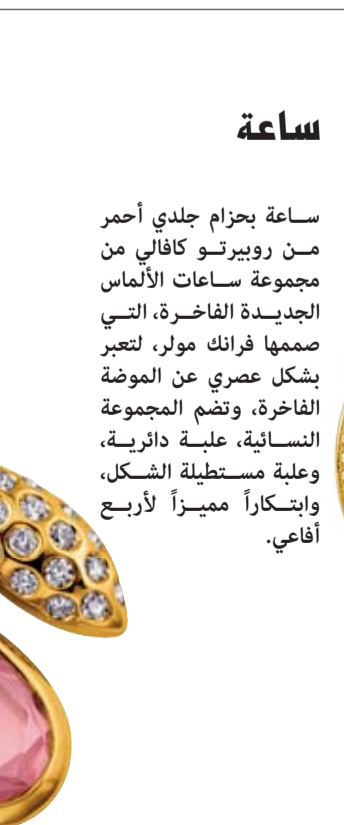 ساعة
ساعة بحزام جلدي أحمر
من روبيرتو كافالي من
مجموعة ساعات الألماس
الجديدة الفاخرة، التي
صممها فرانك مولر، لتعبر
بشكل عصري عن الموضة
الفاخرة، وتضم المجموعة
النسائية، علبة دائرية،
وعلبة مستطيلة الشكل،
وابتكاراً مميزاً لأربع
أفاعي.